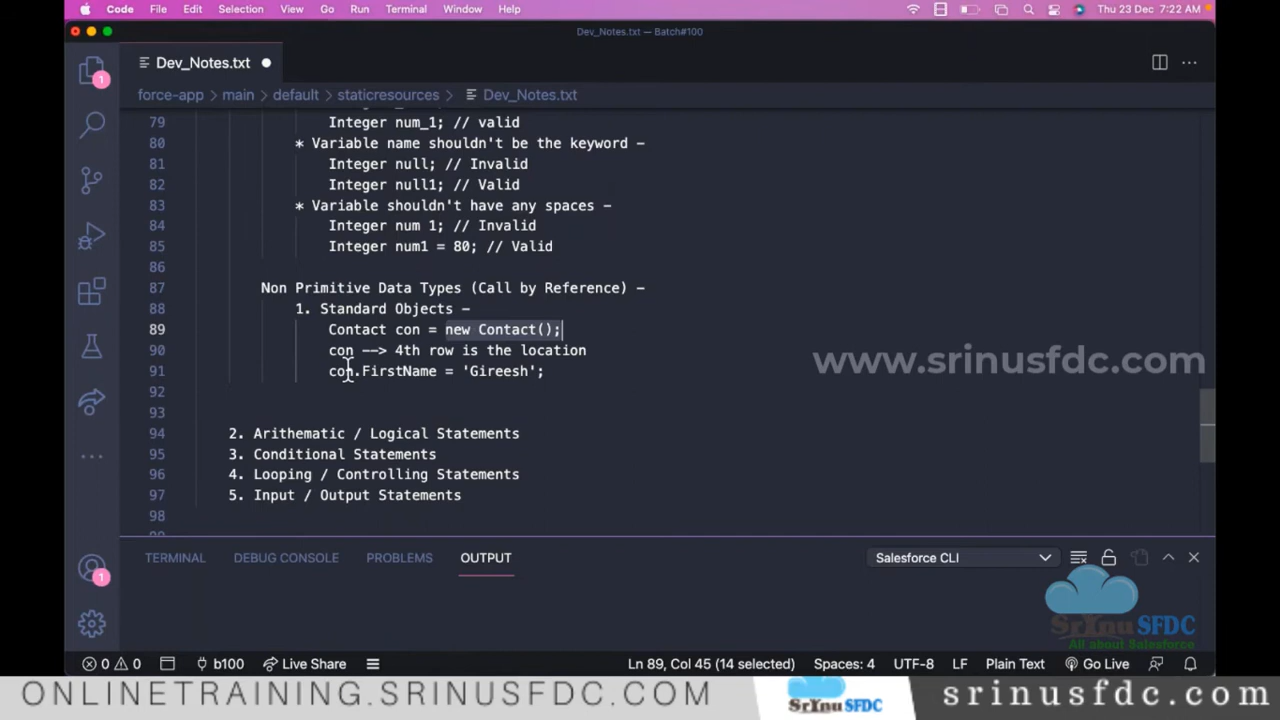 Code File Edit Selection View Go Run Terminal Window Help Thu 23 Dec 7:22 AM
Dev_Notes.txt — Batch#100
Dev_Notes.txt
force-app > main > default > staticresources > Dev_Notes.txt
79 Integer num_1; // valid
80 * Variable name shouldn't be the keyword –
81 Integer null; // Invalid
82 Integer null1; // Valid
83 * Variable shouldn't have any spaces –
84 Integer num 1; // Invalid
85 Integer num1 = 80; // Valid
86
87 Non Primitive Data Types (Call by Reference) –
88 1. Standard Objects –
89 Contact con = new Contact();
90 con ––> 4th row is the location
91 con.FirstName = 'Gireesh';
92
93
94 2. Arithematic / Logical Statements
95 3. Conditional Statements
96 4. Looping / Controlling Statements
97 5. Input / Output Statements
98
www.srinusfdc.com
1
1
TERMINAL DEBUG CONSOLE PROBLEMS OUTPUT Salesforce CLI
SrInu SFDC
All about Salesforce
0 0 b100 Live Share Ln 89, Col 45 (14 selected) Spaces: 4 UTF-8 LF Plain Text Go Live
ONLINETRAINING.SRINUSFDC.COM SrInu SFDC srinusfdc.com